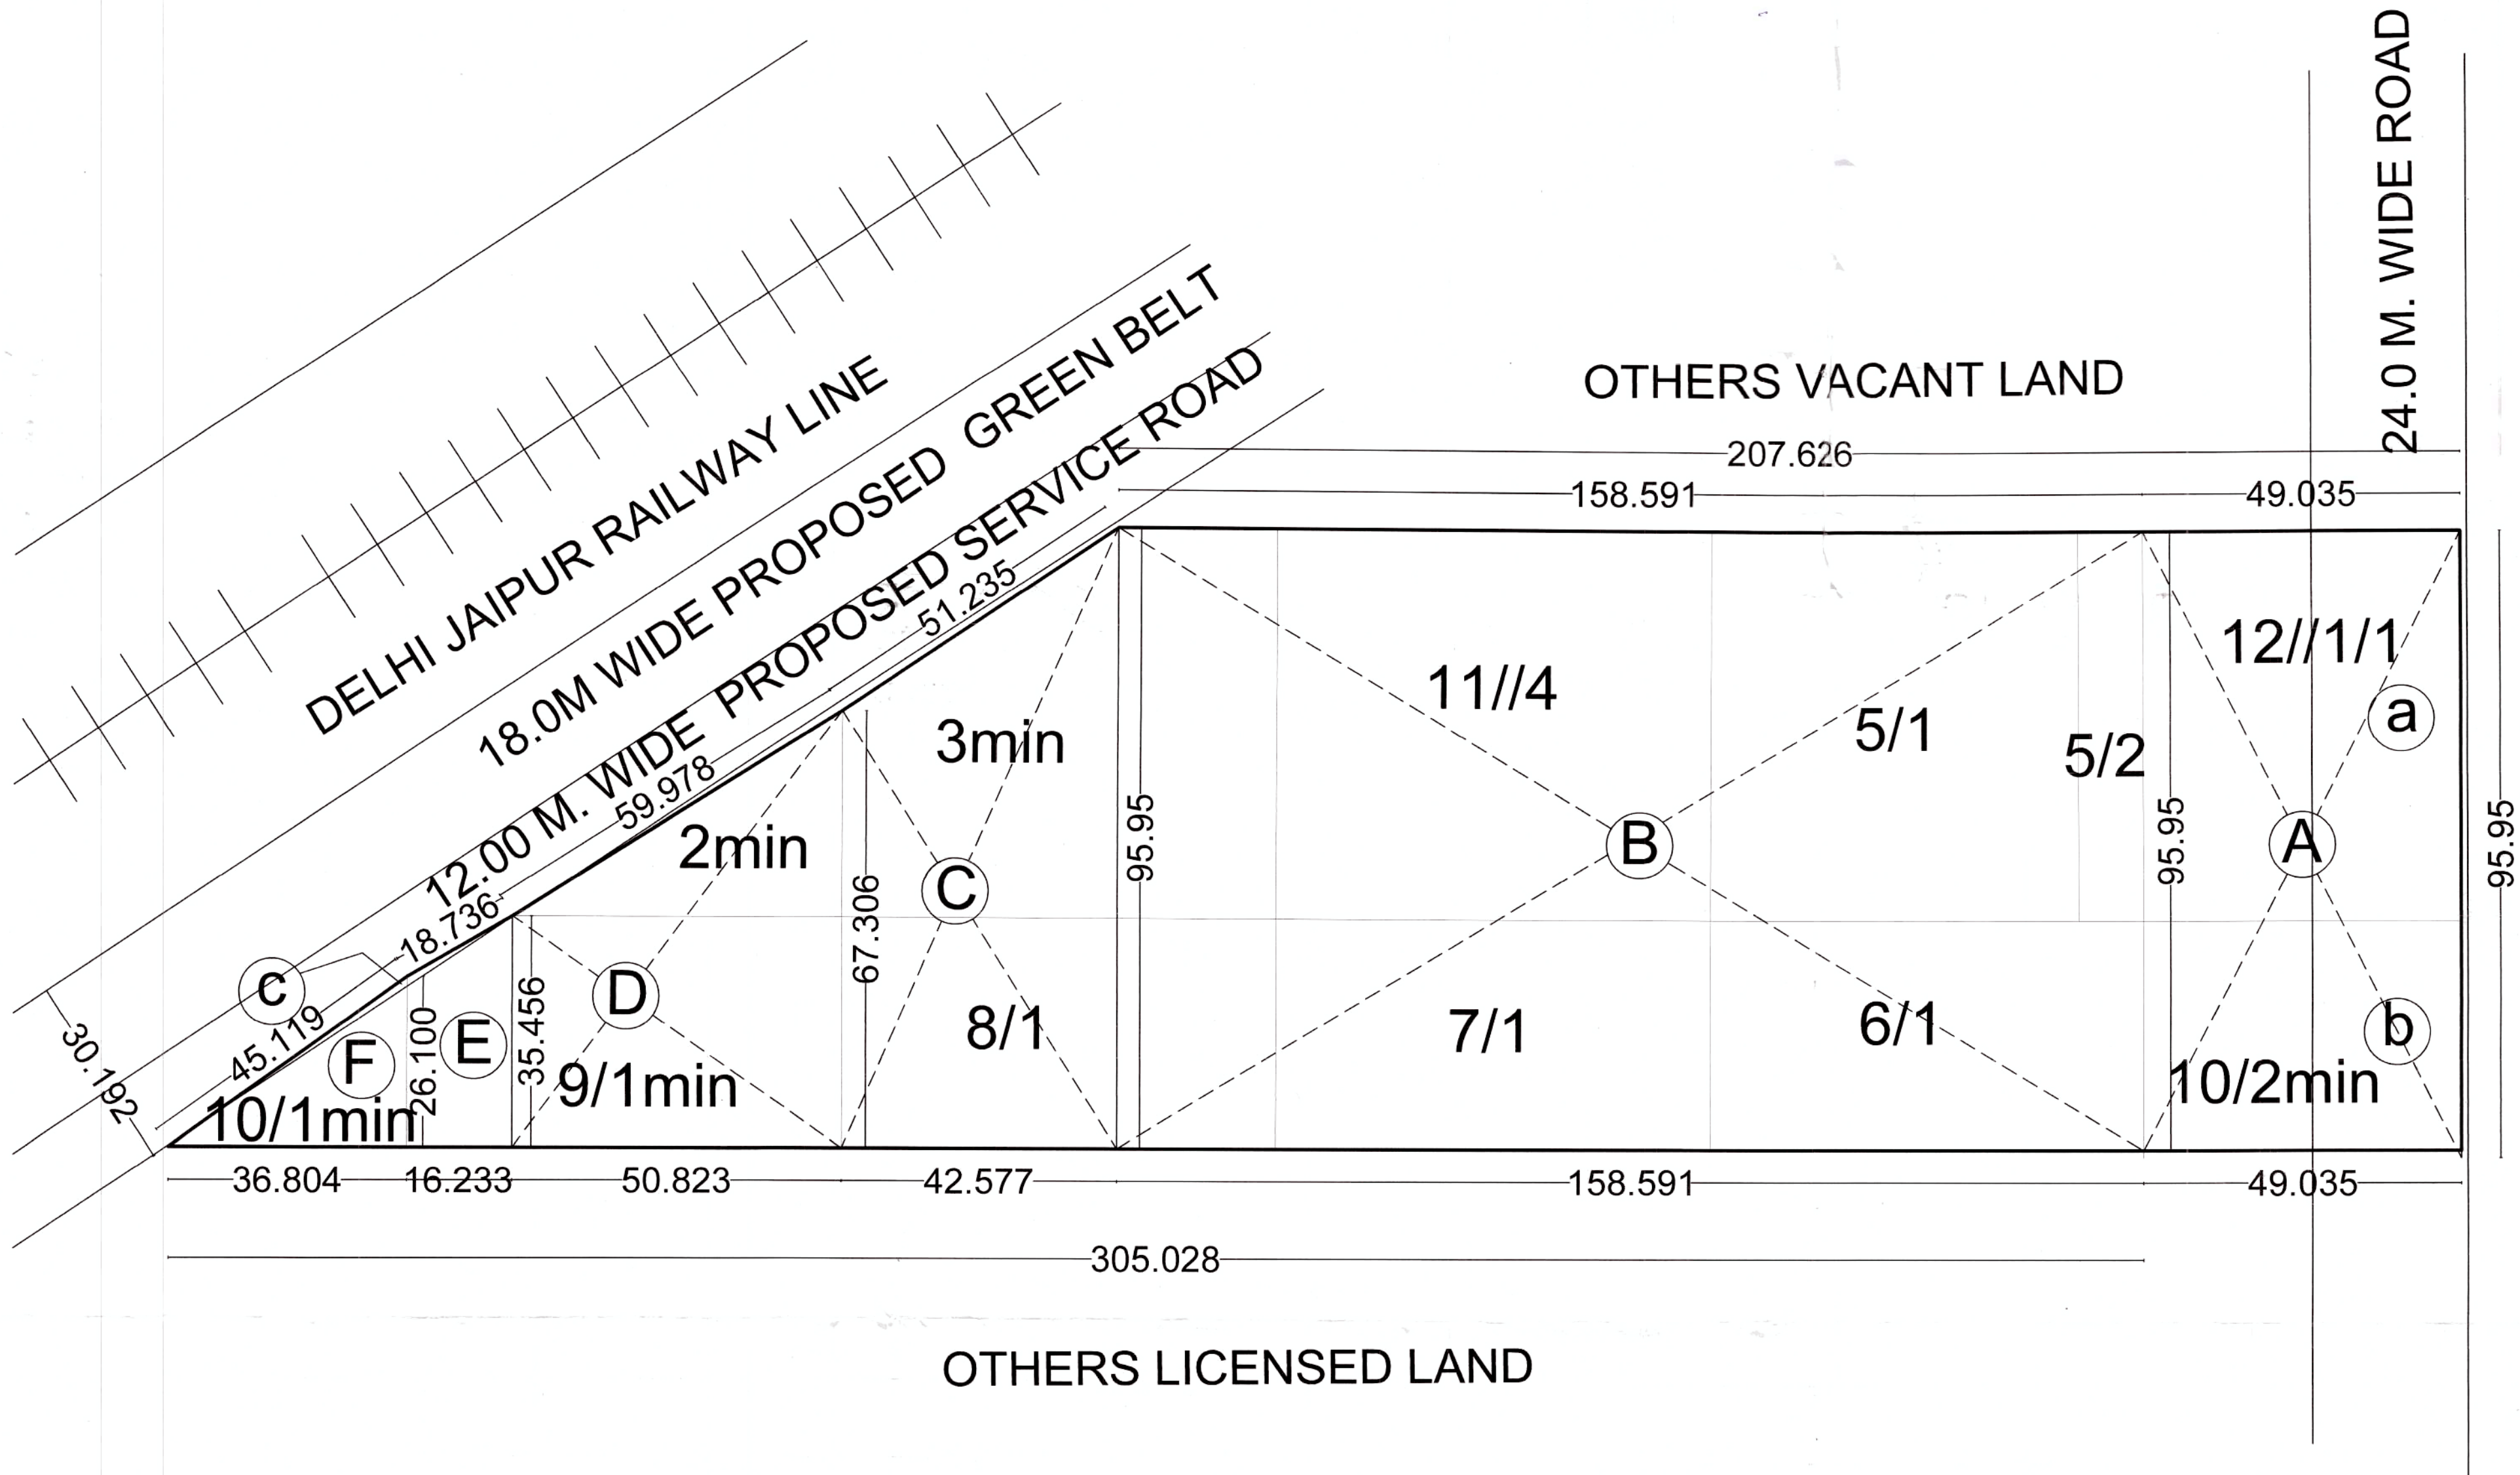 24.0 M. WIDE ROAD
DELHI JAIPUR RAILWAY LINE
18.0M WIDE PROPOSED GREEN BELT
12.00 M. WIDE PROPOSED SERVICE ROAD
OTHERS VACANT LAND
207.626
158.591
49.035
51.235
59.978
18.736
45.119
30.192
12//1/1
11//4
a
5/1
3min
5/2
2min
95.95
95.95
95.95
B
A
C
67.306
c
D
35.456
E
F
26.100
8/1
7/1
6/1
b
9/1min
10/2min
10/1min
36.804
16.233
50.823
42.577
158.591
49.035
305.028
OTHERS LICENSED LAND